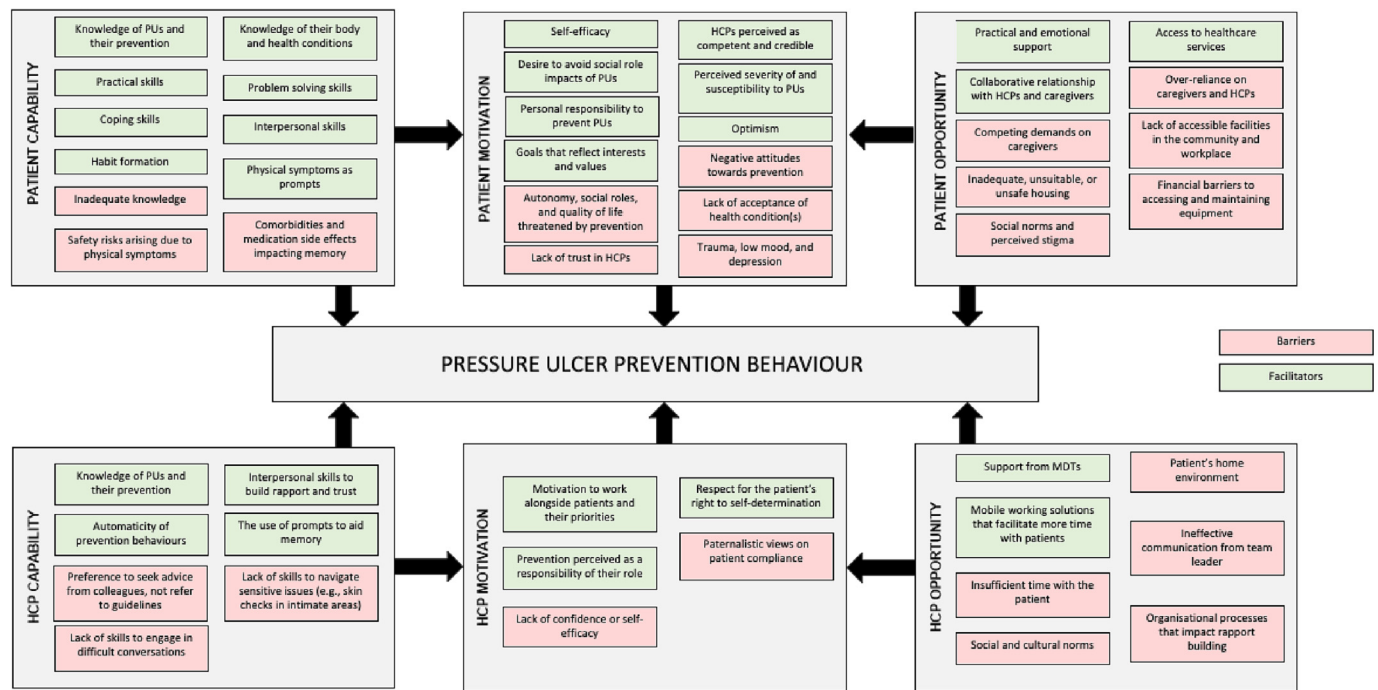 PATIENT CAPABILITY
Knowledge of PUs and
their prevention
Practical skills
Coping skills
Habit formation
Inadequate knowledge
Safety risks arising due to
physical symptoms
Knowledge of their body
and health conditions
Problem solving skills
Interpersonal skills
Physical symptoms as
prompts
Comorbidities and
medication side effects
impacting memory
PATIENT MOTIVATION
Self-efficacy
Desire to avoid social role
impacts of PUs
Personal responsibility to
prevent PUs
Goals that reflect interests
and values
Autonomy, social roles,
and quality of life
threatened by prevention
Lack of trust in HCPs
HCPs perceived as
competent and credible
Perceived severity of and
susceptibility to PUs
Optimism
Negative attitudes
towards prevention
Lack of acceptance of
health condition(s)
Trauma, low mood, and
depression
PATIENT OPPORTUNITY
Practical and emotional
support
Collaborative relationship
with HCPs and caregivers
Competing demands on
caregivers
Inadequate, unsuitable, or
unsafe housing
Social norms and
perceived stigma
Access to healthcare
services
Over-reliance on
caregivers and HCPs
Lack of accessible facilities
in the community and
workplace
Financial barriers to
accessing and maintaining
equipment
PRESSURE ULCER PREVENTION BEHAVIOUR
Barriers
Facilitators
HCP CAPABILITY
Knowledge of PUs and
their prevention
Automaticity of
prevention behaviours
Preference to seek advice
from colleagues, not refer
to guidelines
Lack of skills to engage in
difficult conversations
Interpersonal skills to
build rapport and trust
The use of prompts to aid
memory
Lack of skills to navigate
sensitive issues (e.g., skin
checks in intimate areas)
HCP MOTIVATION
Motivation to work
alongside patients and
their priorities
Prevention perceived as a
responsibility of their role
Lack of confidence or self-
efficacy
Respect for the patient's
right to self-determination
Paternalistic views on
patient compliance
HCP OPPORTUNITY
Support from MDTs
Mobile working solutions
that facilitate more time
with patients
Insufficient time with the
patient
Social and cultural norms
Patient's home
environment
Ineffective
communication from team
leader
Organisational processes
that impact rapport
building